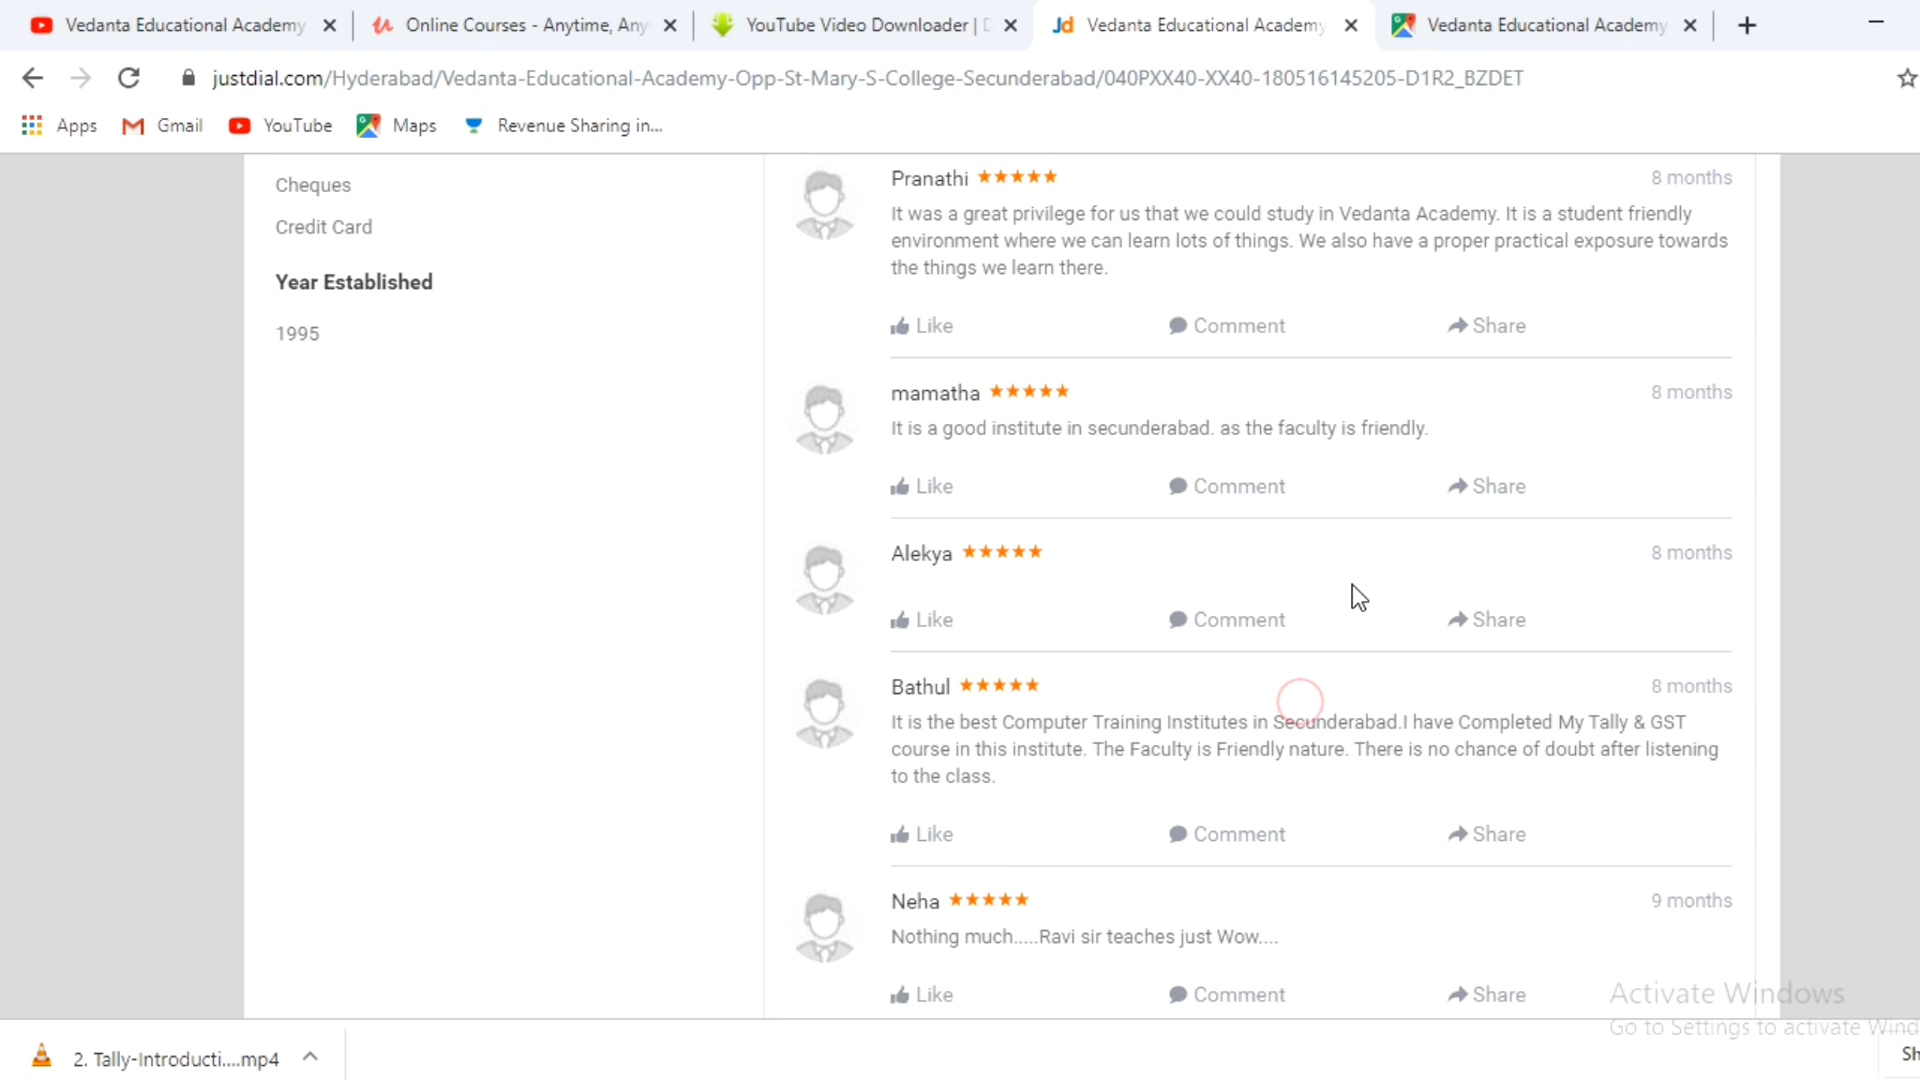 Vedanta Educational Academy
Online Courses - Anytime, Any
YouTube Video Downloader |
Vedanta Educational Academy
Vedanta Educational Academy
justdial.com/Hyderabad/Vedanta-Educational-Academy-Opp-St-Mary-S-College-Secunderabad/040PXX40-XX40-180516145205-D1R2_BZDET
Apps
Gmail
YouTube
Maps
Revenue Sharing in...
Cheques
Credit Card
Year Established
1995
Pranathi
8 months
It was a great privilege for us that we could study in Vedanta Academy. It is a student friendly
environment where we can learn lots of things. We also have a proper practical exposure towards
the things we learn there.
Like Comment Share
mamatha
8 months
It is a good institute in secunderabad. as the faculty is friendly.
Like Comment Share
Alekya
8 months
Like Comment Share
Bathul
8 months
It is the best Computer Training Institutes in Secunderabad.I have Completed My Tally & GST
course in this institute. The Faculty is Friendly nature. There is no chance of doubt after listening
to the class.
Like Comment Share
Neha
9 months
Nothing much.....Ravi sir teaches just Wow....
Like Comment Share
Activate Windows
Go to Settings to activate Wind
2. Tally-Introducti....mp4
Sh